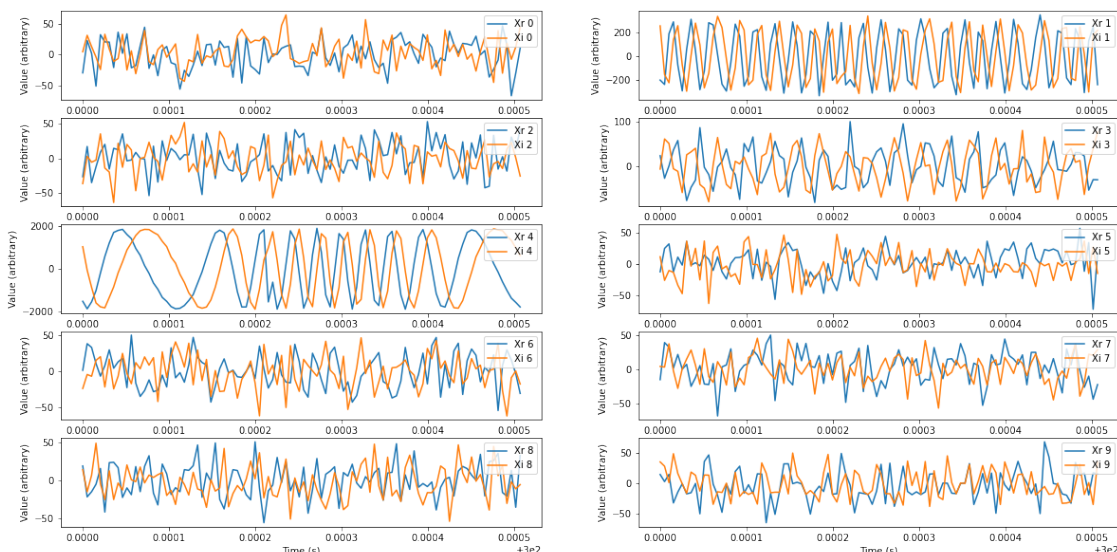 Value (arbitrary)
50
0
−50
Xr 0
Xi 0
0.0000 0.0001 0.0002 0.0003 0.0004 0.0005
Value (arbitrary)
200
0
−200
Xr 1
Xi 1
0.0000 0.0001 0.0002 0.0003 0.0004 0.0005
Value (arbitrary)
50
0
−50
Xr 2
Xi 2
0.0000 0.0001 0.0002 0.0003 0.0004 0.0005
Value (arbitrary)
100
0
Xr 3
Xi 3
0.0000 0.0001 0.0002 0.0003 0.0004 0.0005
Value (arbitrary)
2000
0
−2000
Xr 4
Xi 4
0.0000 0.0001 0.0002 0.0003 0.0004 0.0005
Value (arbitrary)
50
0
−50
Xr 5
Xi 5
0.0000 0.0001 0.0002 0.0003 0.0004 0.0005
Value (arbitrary)
50
0
−50
Xr 6
Xi 6
0.0000 0.0001 0.0002 0.0003 0.0004 0.0005
Value (arbitrary)
50
0
−50
Xr 7
Xi 7
0.0000 0.0001 0.0002 0.0003 0.0004 0.0005
Value (arbitrary)
50
0
−50
Xr 8
Xi 8
0.0000 0.0001 0.0002 0.0003 0.0004 0.0005
Time (s)
+3e2
Value (arbitrary)
50
0
−50
Xr 9
Xi 9
0.0000 0.0001 0.0002 0.0003 0.0004 0.0005
Time (s)
+3e2